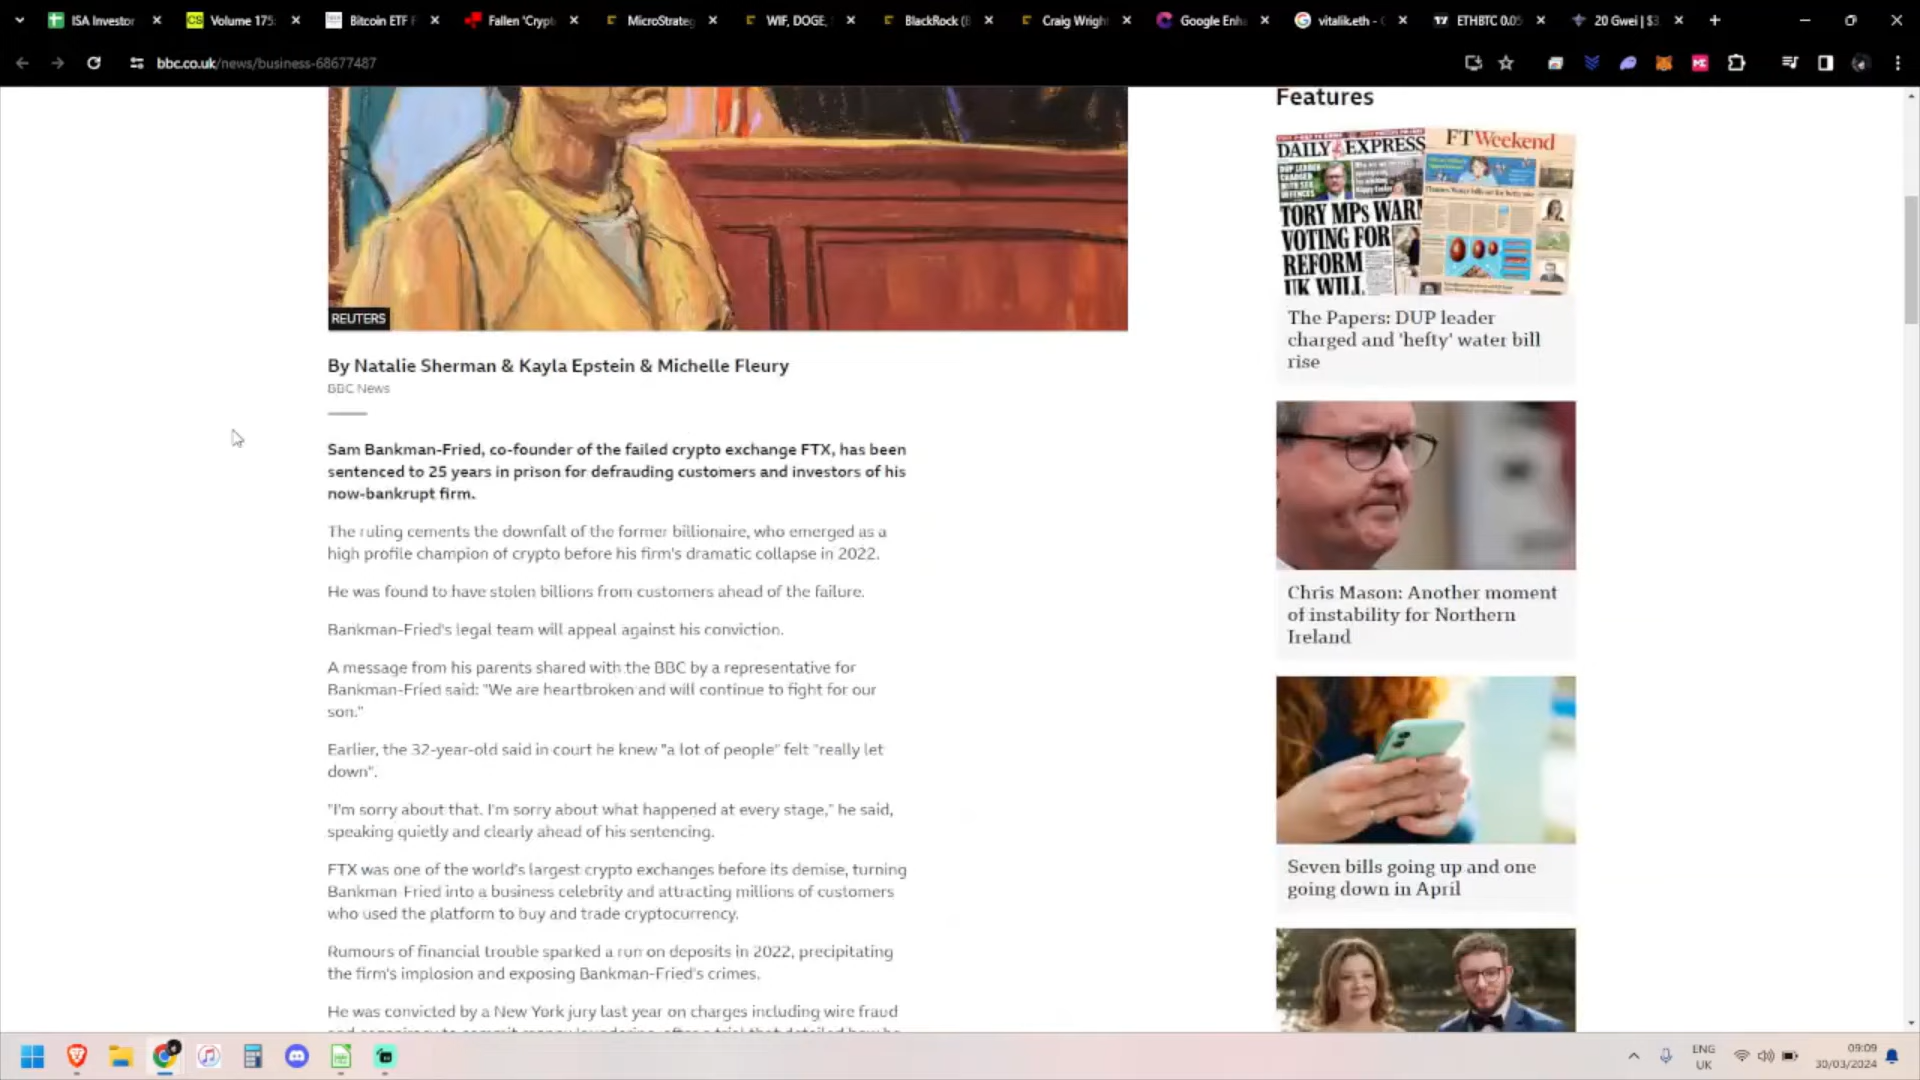 ISA Investor
Volume 175:
Bitcoin ETF F
Fallen 'Crypt
MicroStrateg
WIF, DOGE,
BlackRock (B
Craig Wrigh
Google Enh
vitalik.eth - G
ETHBTC 0.05
20 Gwei | $3
bbc.co.uk/news/business-68677487
REUTERS
By Natalie Sherman & Kayla Epstein & Michelle Fleury
BBC News
Sam Bankman-Fried, co-founder of the failed crypto exchange FTX, has been
sentenced to 25 years in prison for defrauding customers and investors of his
now-bankrupt firm.
The ruling cements the downfall of the former billionaire, who emerged as a
high profile champion of crypto before his firm's dramatic collapse in 2022.
He was found to have stolen billions from customers ahead of the failure.
Bankman-Fried's legal team will appeal against his conviction.
A message from his parents shared with the BBC by a representative for
Bankman-Fried said: "We are heartbroken and will continue to fight for our
son."
Earlier, the 32-year-old said in court he knew "a lot of people" felt "really let
down".
"I'm sorry about that. I'm sorry about what happened at every stage," he said,
speaking quietly and clearly ahead of his sentencing.
FTX was one of the world's largest crypto exchanges before its demise, turning
Bankman-Fried into a business celebrity and attracting millions of customers
who used the platform to buy and trade cryptocurrency.
Rumours of financial trouble sparked a run on deposits in 2022, precipitating
the firm's implosion and exposing Bankman-Fried's crimes.
He was convicted by a New York jury last year on charges including wire fraud
Features
DAILY EXPRESS
DUP LEADER
CHARGED
WITH SEX
OFFENCES
TORY MPs WARN
VOTING FOR
REFORM
UK WILL
FTWeekend
The Papers: DUP leader
charged and 'hefty' water bill
rise
Chris Mason: Another moment
of instability for Northern
Ireland
Seven bills going up and one
going down in April
ENG
UK
09:09
30/03/2024